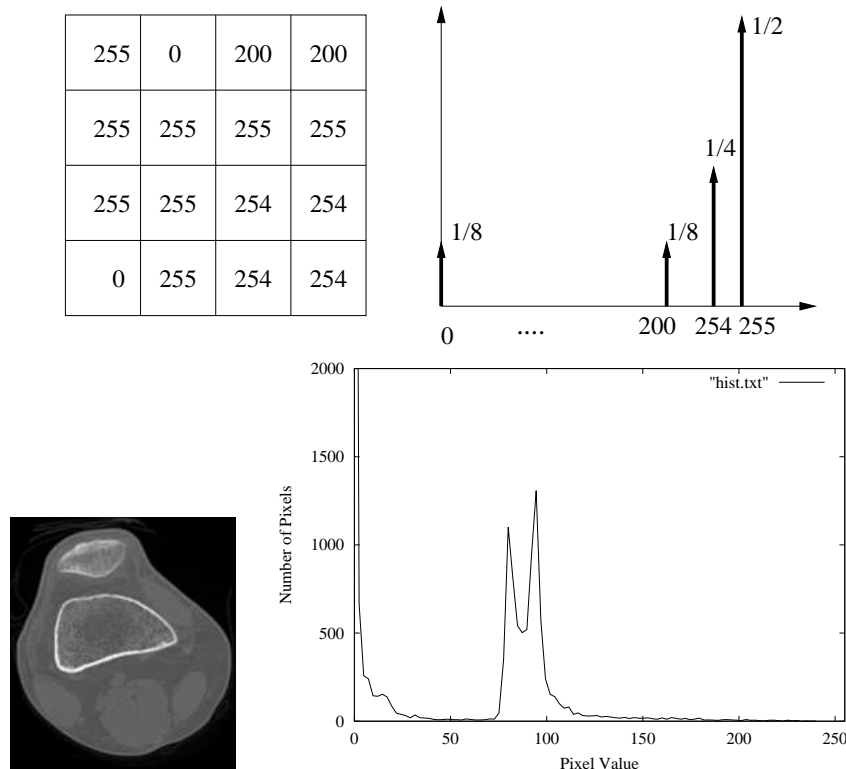 255 0 200 200
255 255 255 255
255 255 254 254
0 255 254 254
1/8 1/8 1/4 1/2
0 .... 200 254 255
"hist.txt"
2000
1500
1000
500
0
Number of Pixels
0 50 100 150 200 250
Pixel Value